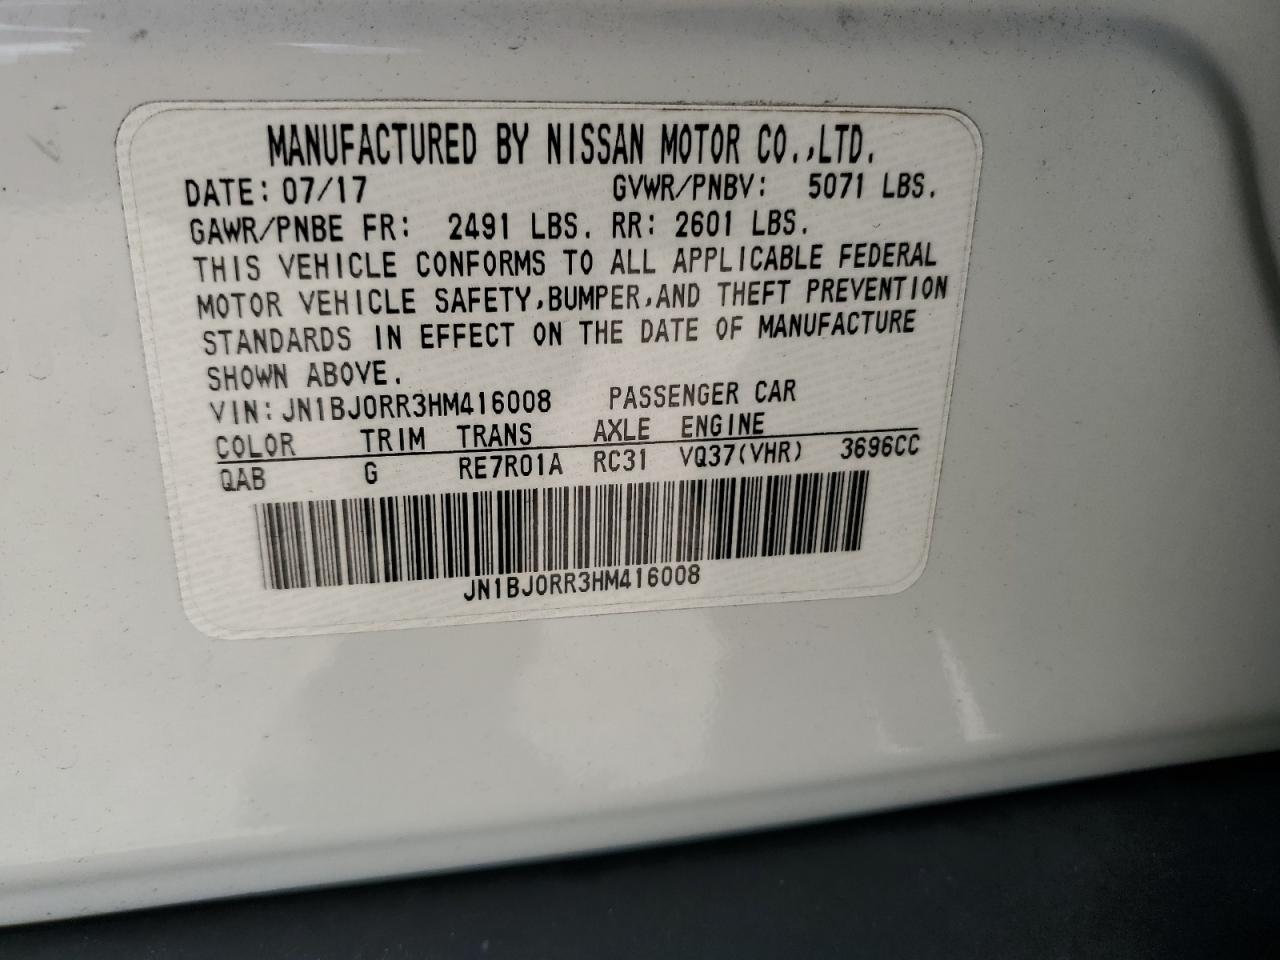 MANUFACTURED BY NISSAN MOTOR CO.,LTD.
DATE: 07/17 GVWR/PNBV: 5071 LBS.
GAWR/PNBE FR: 2491 LBS. RR: 2601 LBS.
THIS VEHICLE CONFORMS TO ALL APPLICABLE FEDERAL
MOTOR VEHICLE SAFETY,BUMPER,AND THEFT PREVENTION
STANDARDS IN EFFECT ON THE DATE OF MANUFACTURE
SHOWN ABOVE.
VIN: JN1BJ0RR3HM416008 PASSENGER CAR
COLOR TRIM TRANS AXLE ENGINE
QAB G RE7R01A RC31 VQ37(VHR) 3696CC
JN1BJ0RR3HM416008